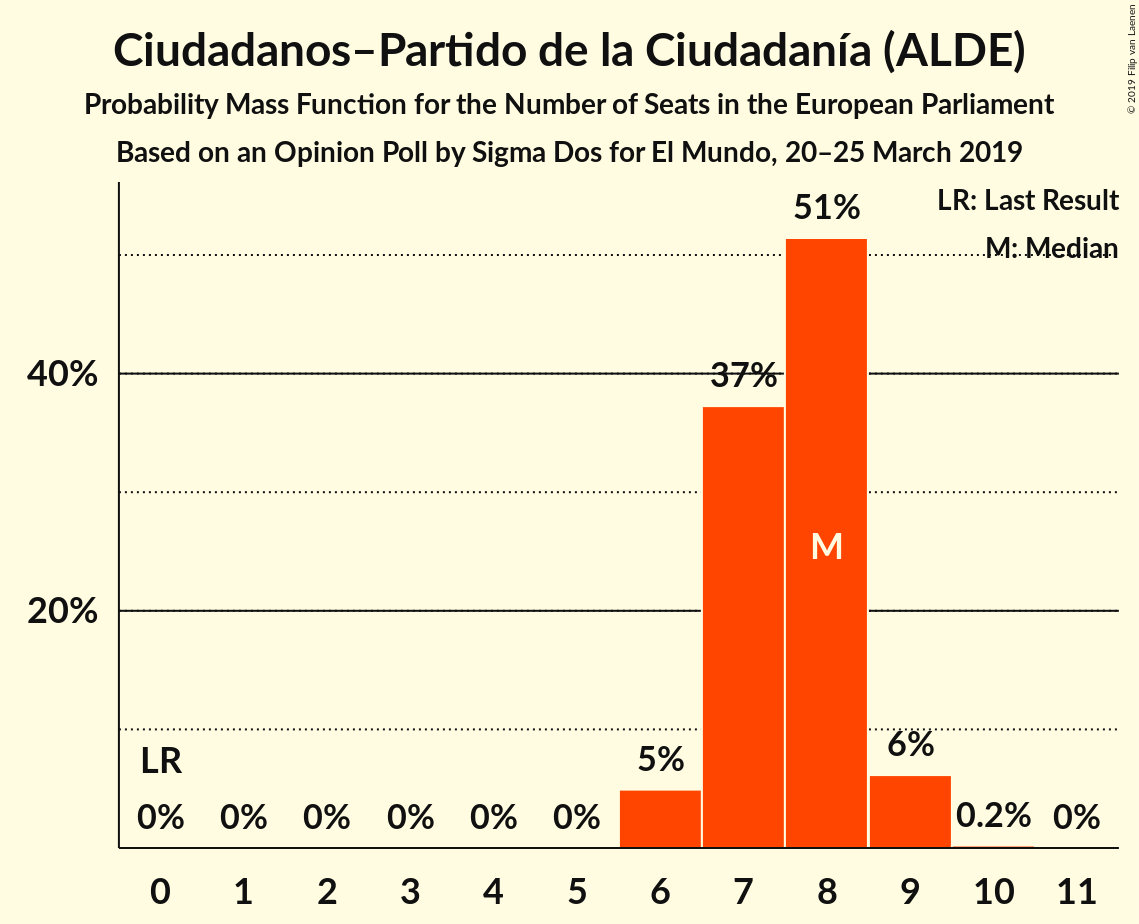 Ciudadanos–Partido de la Ciudadanía (ALDE)
Probability Mass Function for the Number of Seats in the European Parliament
Based on an Opinion Poll by Sigma Dos for El Mundo, 20–25 March 2019
© 2019 Filip van Laenen
LR: Last Result
M: Median
51%
40%
37%
M
20%
LR
5%
6%
0% 0% 0% 0% 0% 0% 0.2% 0%
0 1 2 3 4 5 6 7 8 9 10 11